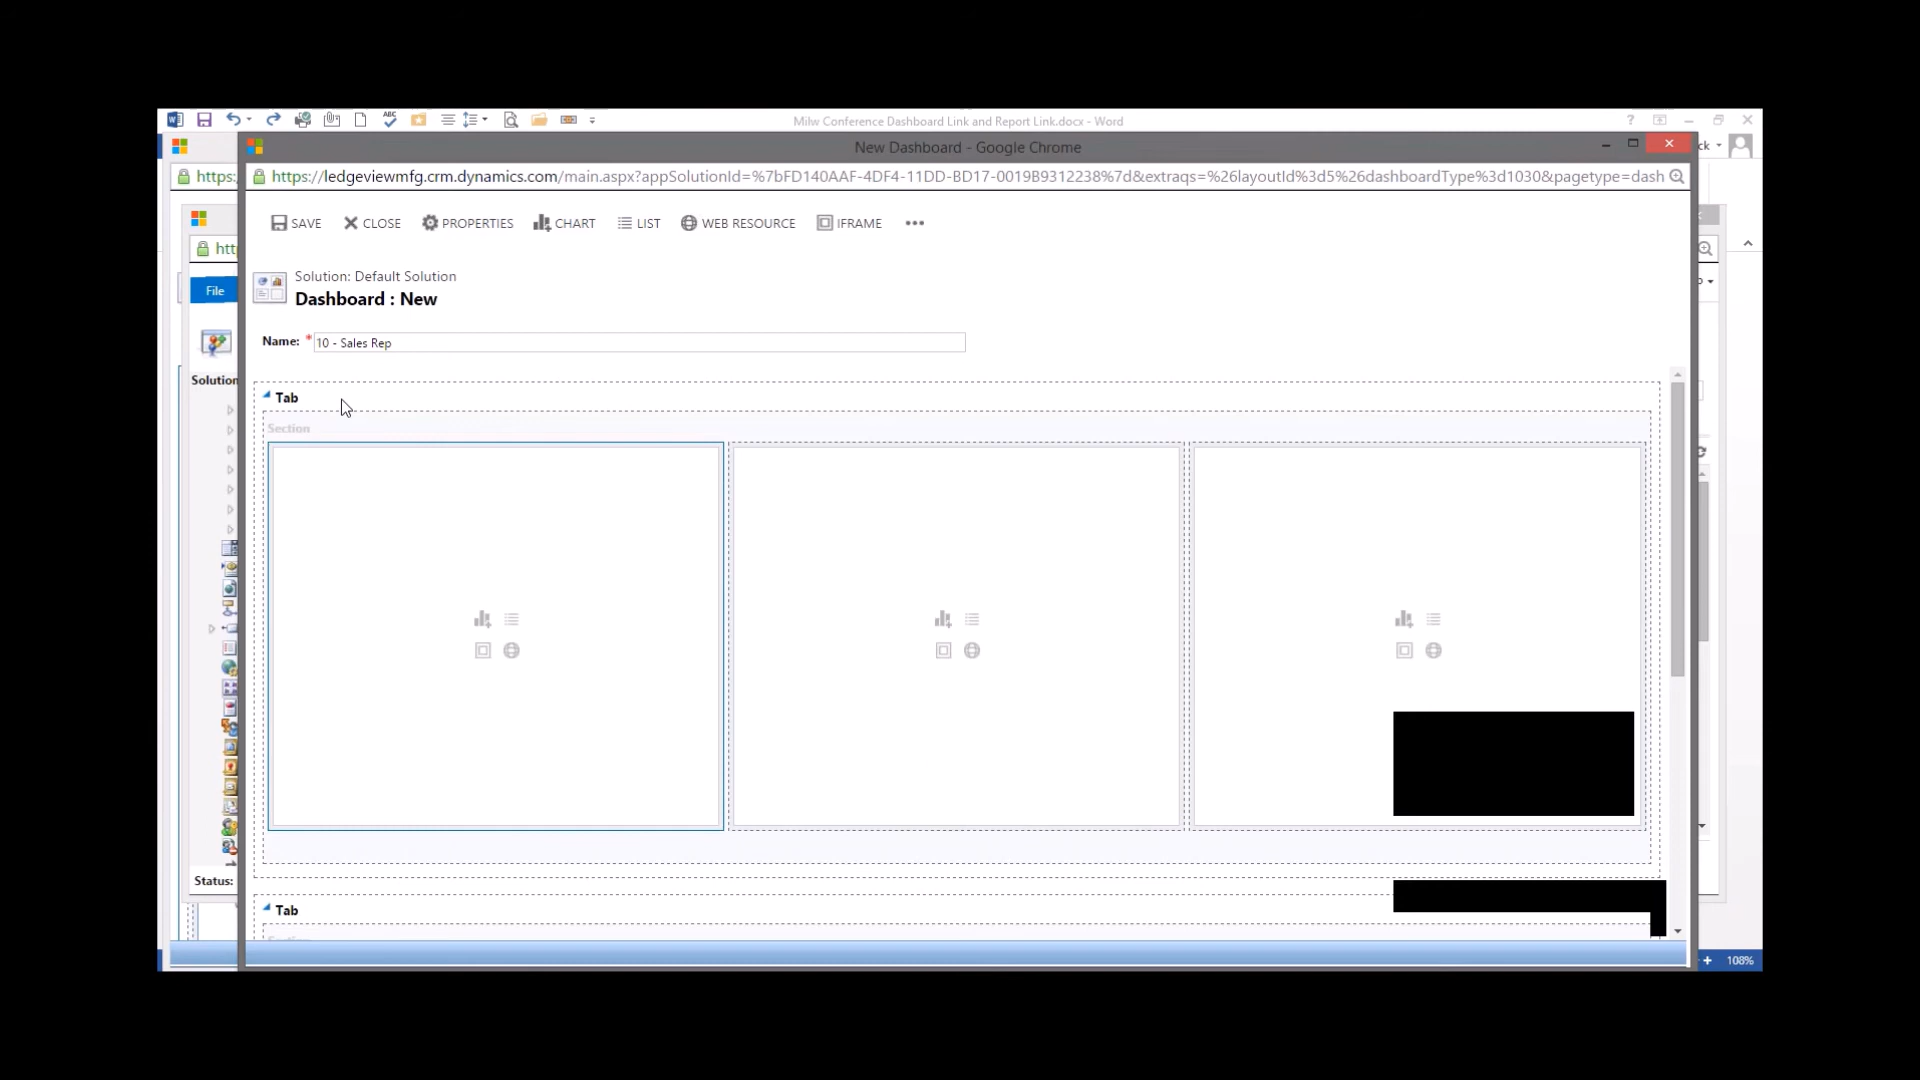 Milw Conference Dashboard Link and Report Link.docx - Word
New Dashboard - Google Chrome
ck
https:
https://ledgeviewmfg.crm.dynamics.com/main.aspx?appSolutionId=%7bFD140AAF-4DF4-11DD-BD17-0019B9312238%7d&extraqs=%26layoutId%3d5%26dashboardType%3d1030&pagetype=dash
SAVE CLOSE PROPERTIES CHART LIST WEB RESOURCE IFRAME •••
htt
Solution: Default Solution
File
Dashboard : New
Name: * 10 - Sales Rep
Solution
Tab
Section
Status:
Tab
108%